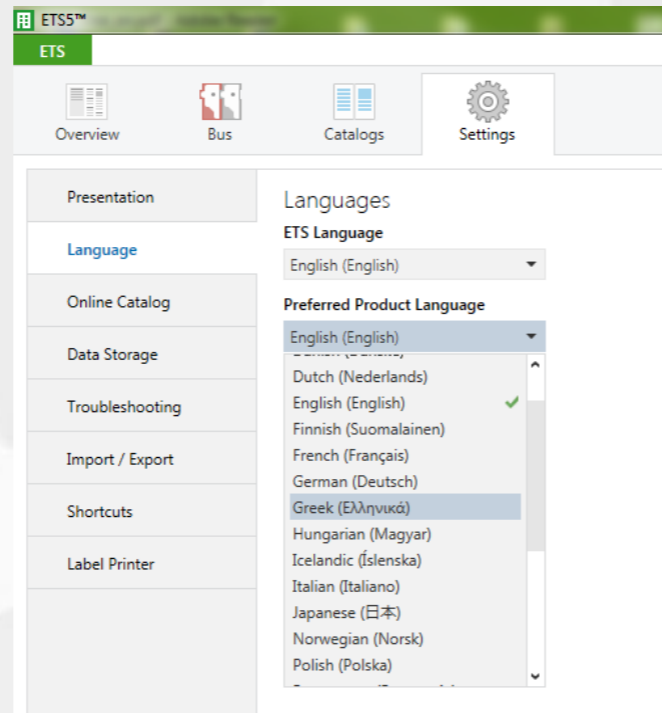 ETS5™
ETS
Overview
Bus
Catalogs
Settings
Presentation
Language
Online Catalog
Data Storage
Troubleshooting
Import / Export
Shortcuts
Label Printer
Languages
ETS Language
English (English)
Preferred Product Language
English (English)
Dutch (Nederlands)
English (English)
Finnish (Suomalainen)
French (Français)
German (Deutsch)
Greek (Ελληνικά)
Hungarian (Magyar)
Icelandic (Íslenska)
Italian (Italiano)
Japanese (日本)
Norwegian (Norsk)
Polish (Polska)